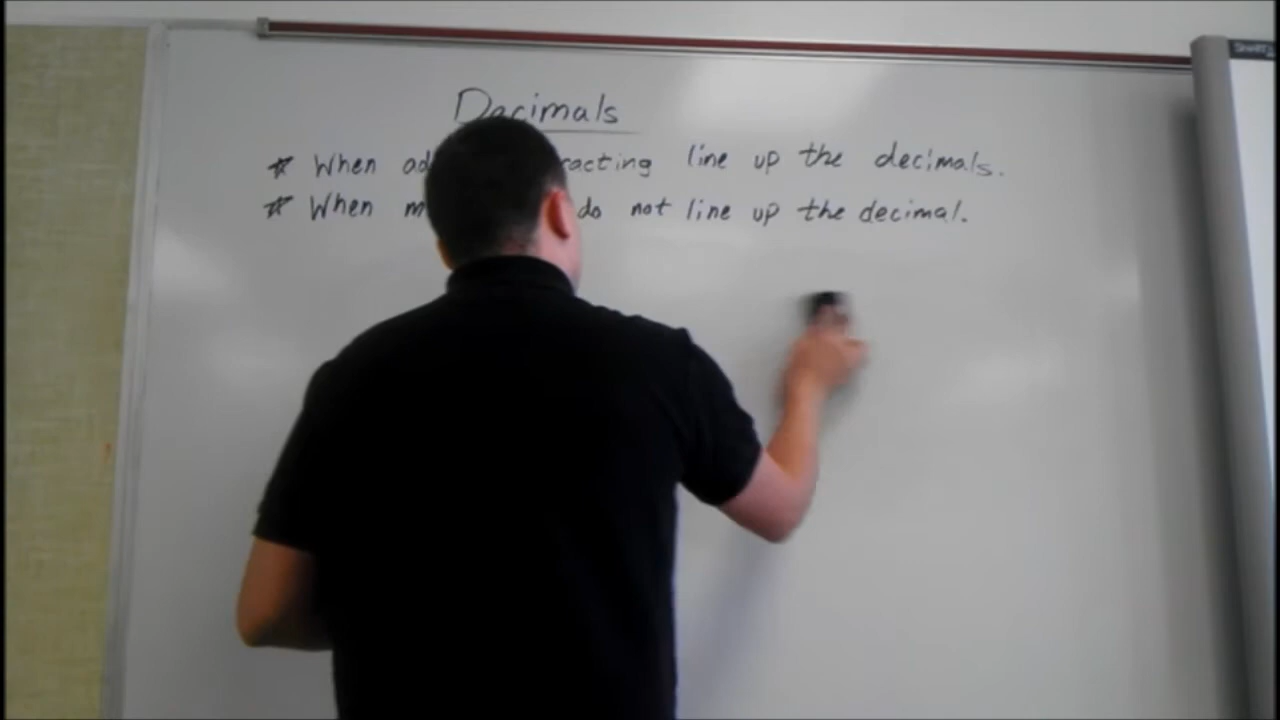 Decimals
* When ad racting line up the decimals.
* When m do not line up the decimal.